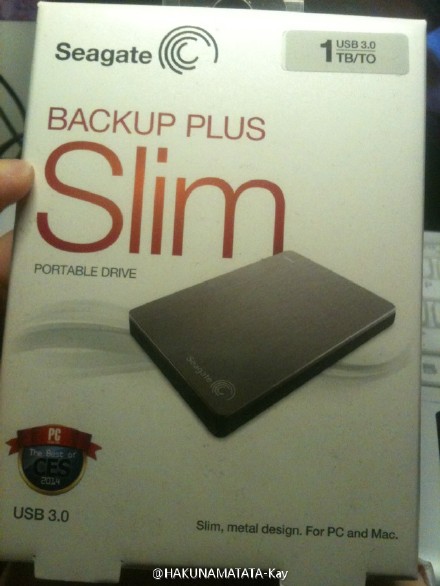 Seagate
1 USB 3.0
TB/TO
BACKUP PLUS
Slim
PORTABLE DRIVE
Seagate
PC
The Best of
CES
2014
USB 3.0
Slim, metal design. For PC and Mac.
@HAKUNAMATATA-Kay